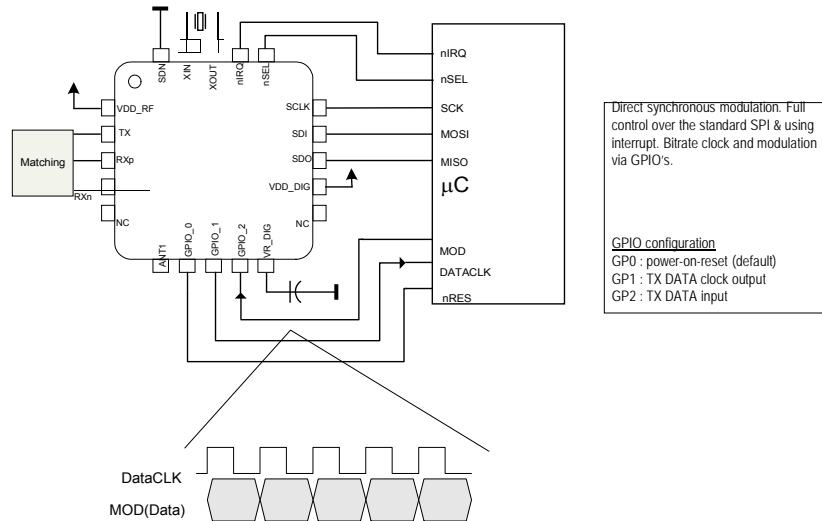 SDN
XIN
XOUT
nIRQ
nSEL
VDD_RF
TX
RXp
RXn
NC
Matching
SCLK
SDI
SDO
VDD_DIG
NC
ANT1
GPIO_0
GPIO_1
GPIO_2
VR_DIG
nIRQ
nSEL
SCK
MOSI
MISO
μC
MOD
DATACLK
nRES
Direct synchronous modulation. Full
control over the standard SPI & using
interrupt. Bitrate clock and modulation
via GPIO's.
GPIO configuration
GP0 : power-on-reset (default)
GP1 : TX DATA clock output
GP2 : TX DATA input
DataCLK
MOD(Data)